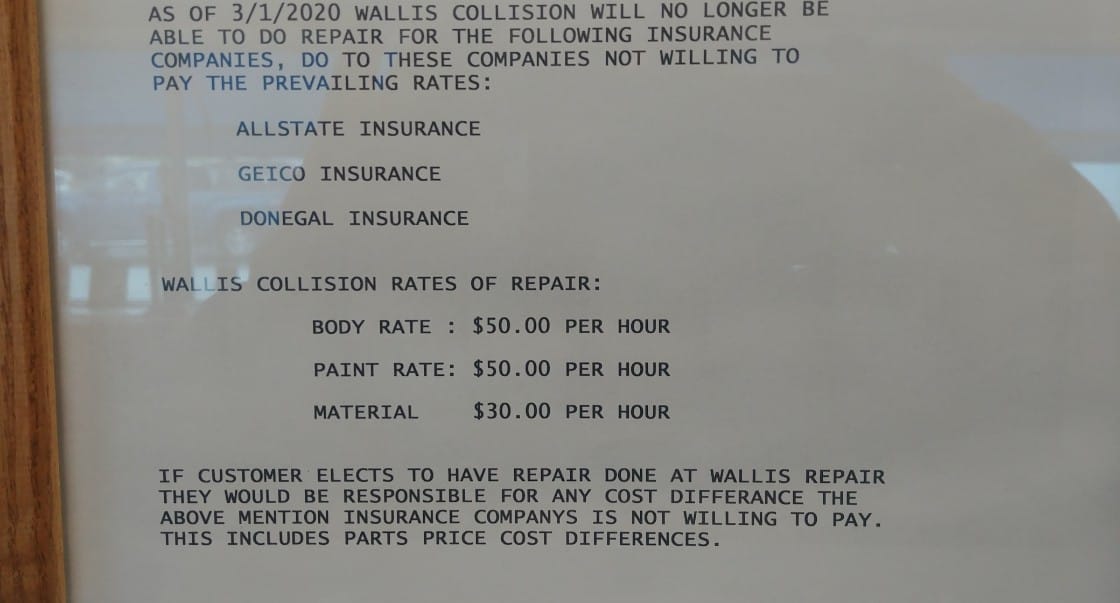 AS OF 3/1/2020 WALLIS COLLISION WILL NO LONGER BE
ABLE TO DO REPAIR FOR THE FOLLOWING INSURANCE
COMPANIES, DO TO THESE COMPANIES NOT WILLING TO
PAY THE PREVAILING RATES:
ALLSTATE INSURANCE
GEICO INSURANCE
DONEGAL INSURANCE
WALLIS COLLISION RATES OF REPAIR:
BODY RATE : $50.00 PER HOUR
PAINT RATE: $50.00 PER HOUR
MATERIAL $30.00 PER HOUR
IF CUSTOMER ELECTS TO HAVE REPAIR DONE AT WALLIS REPAIR
THEY WOULD BE RESPONSIBLE FOR ANY COST DIFFERANCE THE
ABOVE MENTION INSURANCE COMPANYS IS NOT WILLING TO PAY.
THIS INCLUDES PARTS PRICE COST DIFFERENCES.